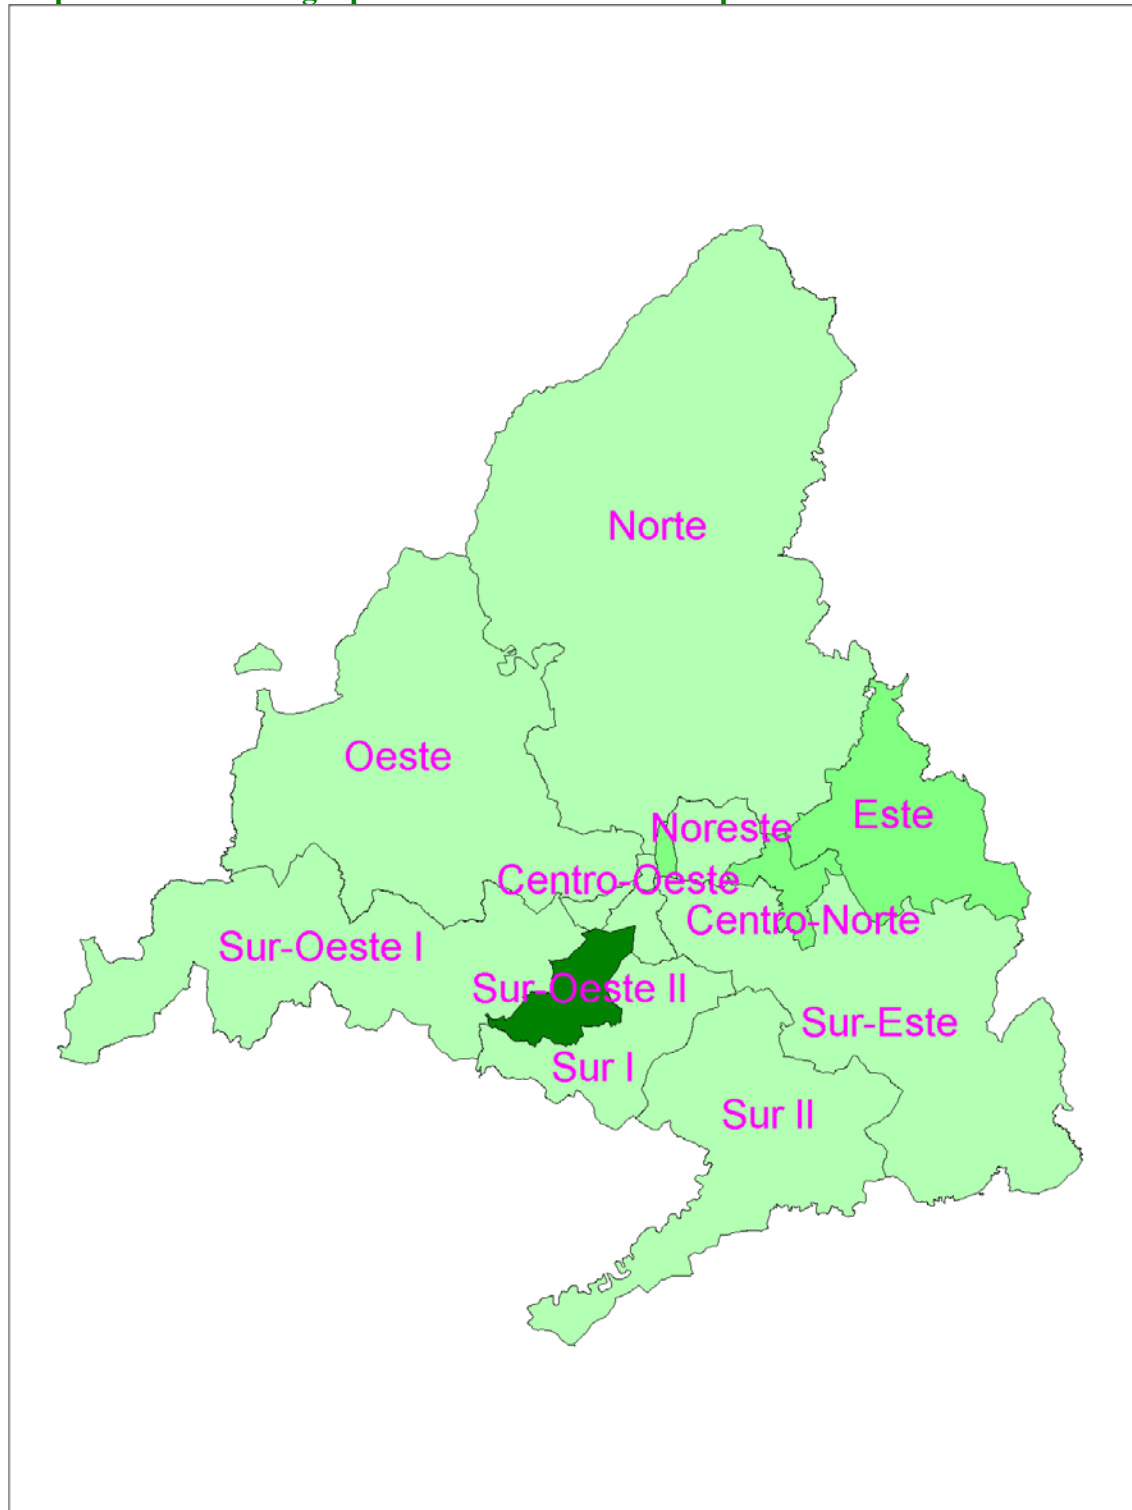 Norte
Oeste
Noreste
Este
Centro-Oeste
Centro-Norte
Sur-Oeste I
Sur-Oeste II
Sur-Este
Sur I
Sur II